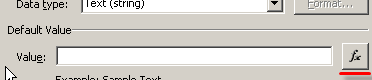 Data type: Text (string) Format...
Default Value
Value: fx
Example: Sample Text